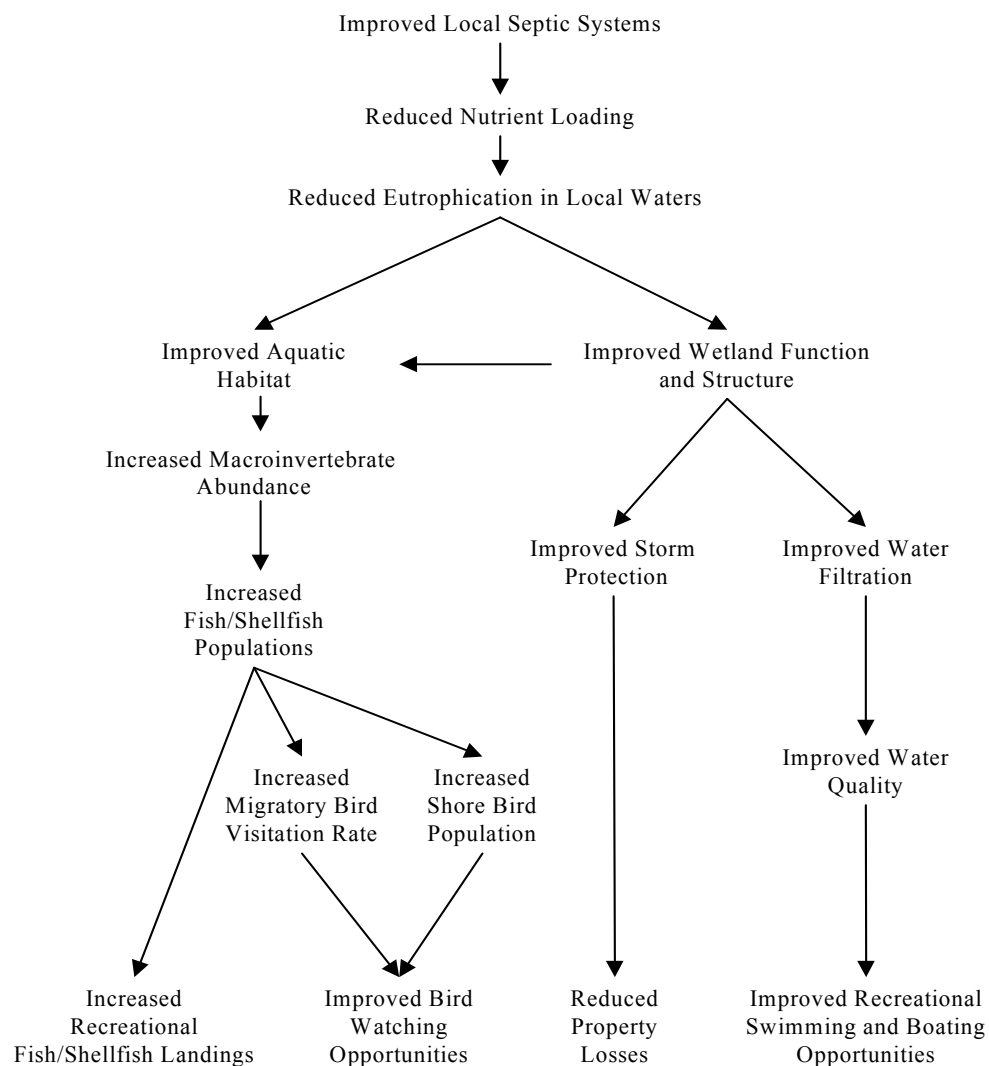 Improved Local Septic Systems
Reduced Nutrient Loading
Reduced Eutrophication in Local Waters
Improved Aquatic
Habitat
Improved Wetland Function
and Structure
Increased Macroinvertebrate
Abundance
Improved Storm
Protection
Improved Water
Filtration
Increased
Fish/Shellfish
Populations
Increased
Migratory Bird
Visitation Rate
Increased
Shore Bird
Population
Improved Water
Quality
Increased
Recreational
Fish/Shellfish Landings
Improved Bird
Watching
Opportunities
Reduced
Property
Losses
Improved Recreational
Swimming and Boating
Opportunities